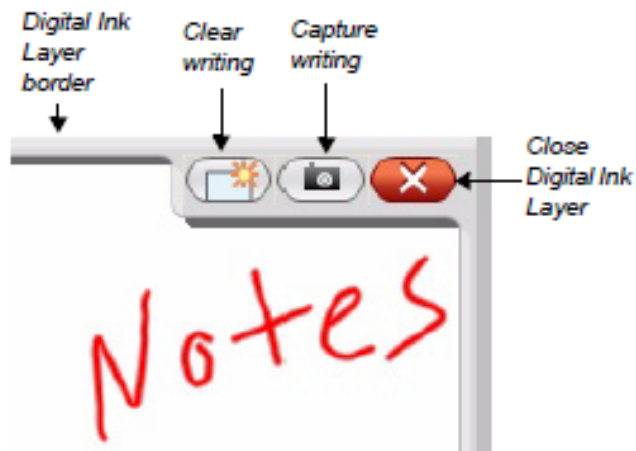 Digital Ink
Layer
border
Clear
writing
Capture
writing
Close
Digital Ink
Layer
Notes